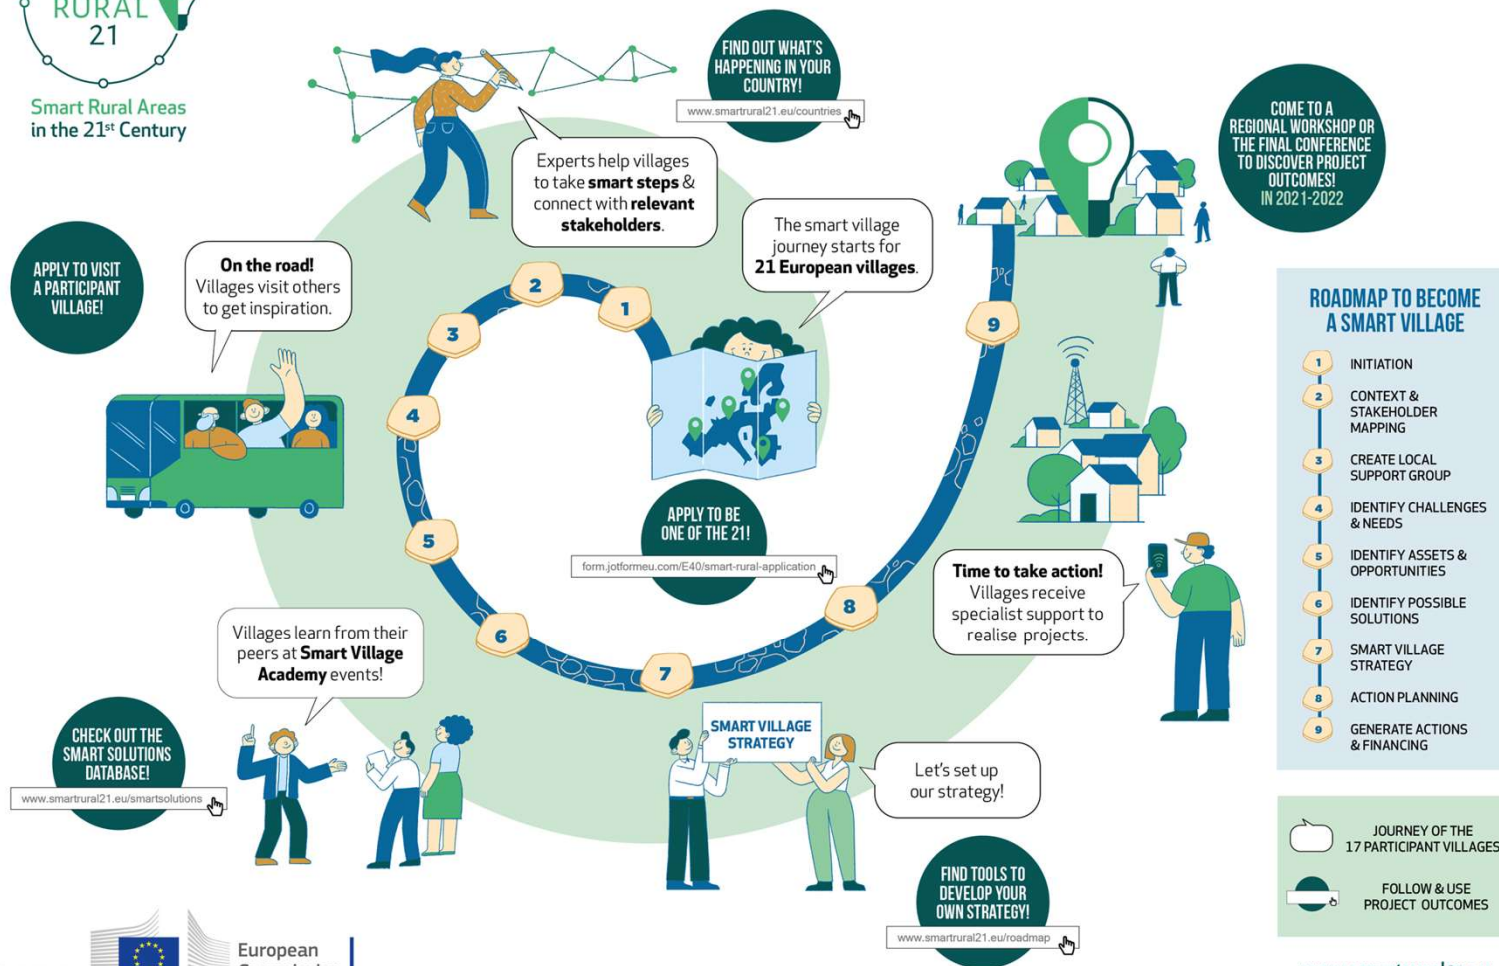 RURAL
21
Smart Rural Areas
in the 21st Century
FIND OUT WHAT'S
HAPPENING IN YOUR
COUNTRY!
www.smartrural21.eu/countries
COME TO A
REGIONAL WORKSHOP OR
THE FINAL CONFERENCE
TO DISCOVER PROJECT
OUTCOMES!
IN 2021-2022
Experts help villages
to take smart steps &
connect with relevant
stakeholders.
The smart village
journey starts for
21 European villages.
APPLY TO VISIT
A PARTICIPANT
VILLAGE!
On the road!
Villages visit others
to get inspiration.
1
2
3
4
5
6
7
8
9
APPLY TO BE
ONE OF THE 21!
form.jotformeu.com/E40/smart-rural-application
Time to take action!
Villages receive
specialist support to
realise projects.
Villages learn from their
peers at Smart Village
Academy events!
CHECK OUT THE
SMART SOLUTIONS
DATABASE!
www.smartrural21.eu/smartsolutions
SMART VILLAGE
STRATEGY
Let's set up
our strategy!
FIND TOOLS TO
DEVELOP YOUR
OWN STRATEGY!
www.smartrural21.eu/roadmap
ROADMAP TO BECOME
A SMART VILLAGE
1 INITIATION
2 CONTEXT &
STAKEHOLDER
MAPPING
3 CREATE LOCAL
SUPPORT GROUP
4 IDENTIFY CHALLENGES
& NEEDS
5 IDENTIFY ASSETS &
OPPORTUNITIES
6 IDENTIFY POSSIBLE
SOLUTIONS
7 SMART VILLAGE
STRATEGY
8 ACTION PLANNING
9 GENERATE ACTIONS
& FINANCING
JOURNEY OF THE
17 PARTICIPANT VILLAGES
FOLLOW & USE
PROJECT OUTCOMES
European